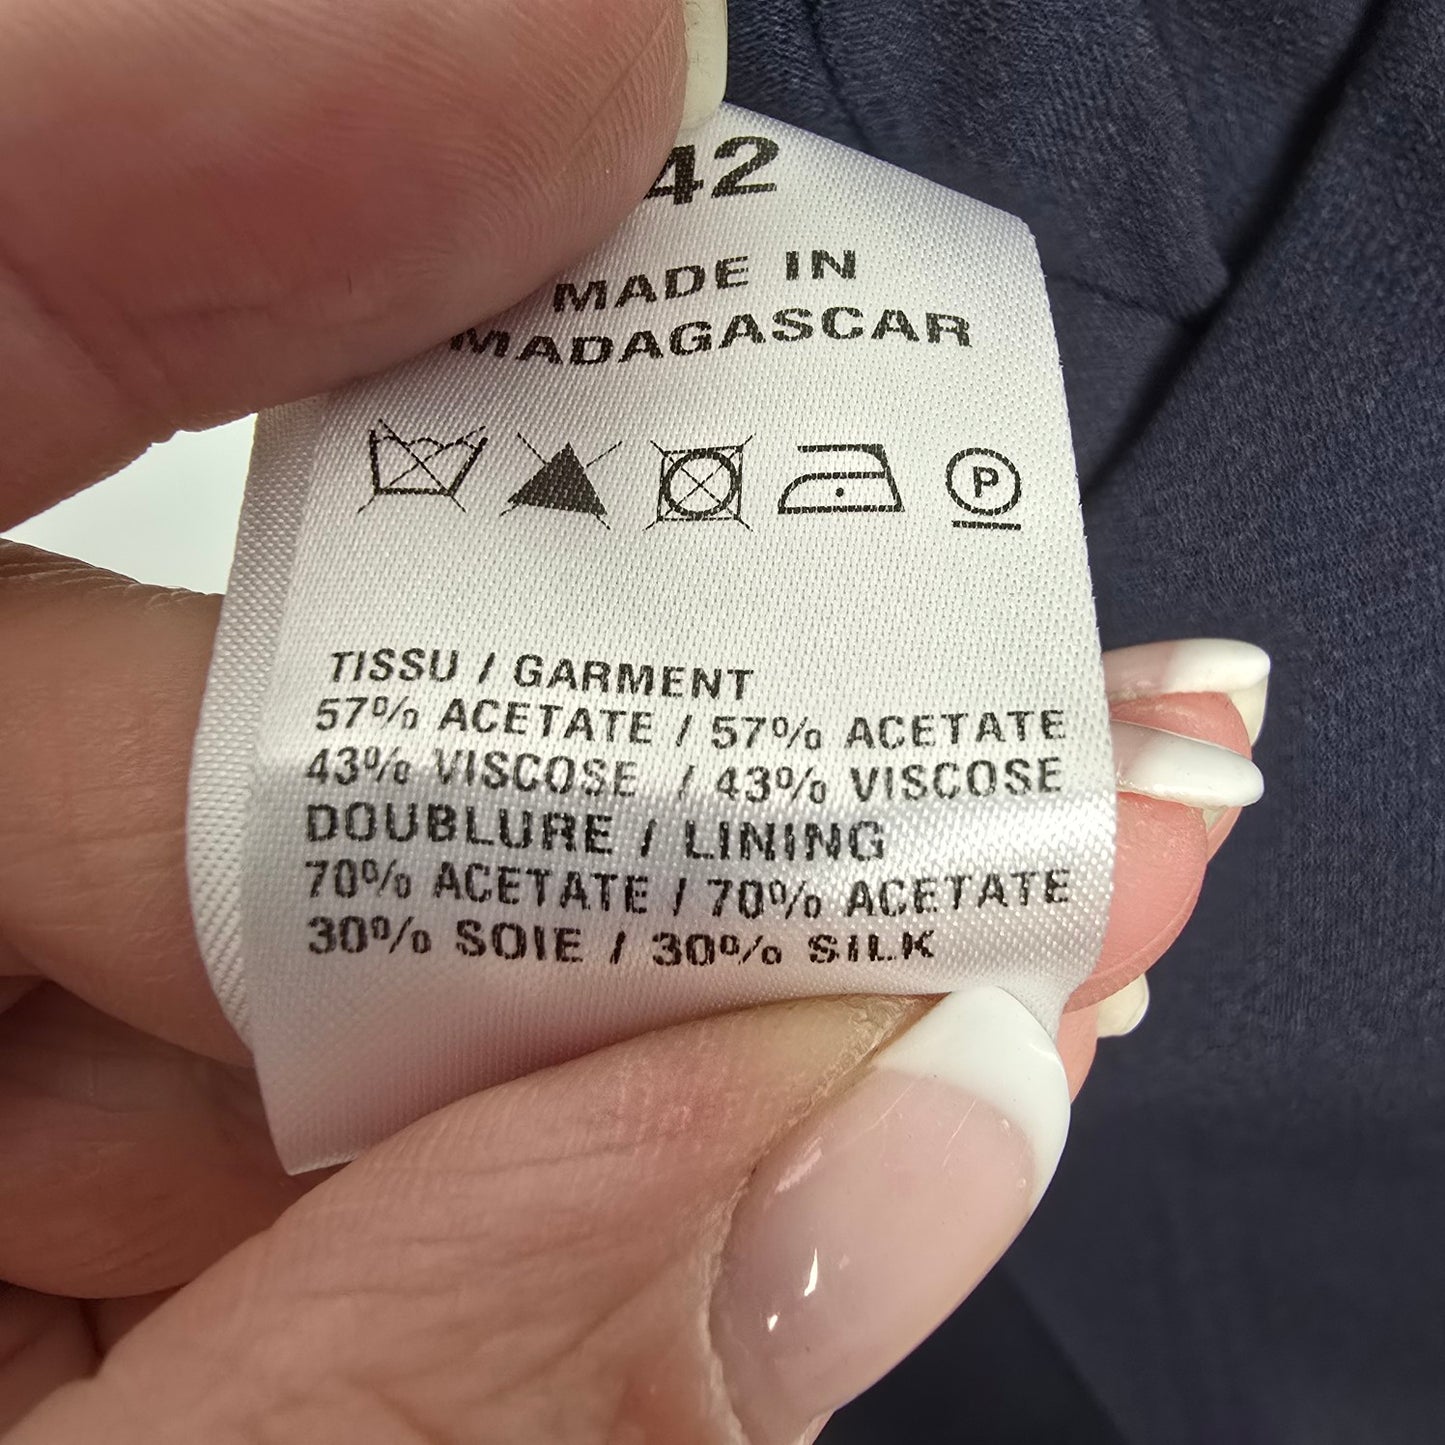 42
MADE IN
MADAGASCAR
P
TISSU / GARMENT
57% ACETATE / 57% ACETATE
43% VISCOSE / 43% VISCOSE
DOUBLURE / LINING
70% ACETATE / 70% ACETATE
30% SOIE / 30% SILK